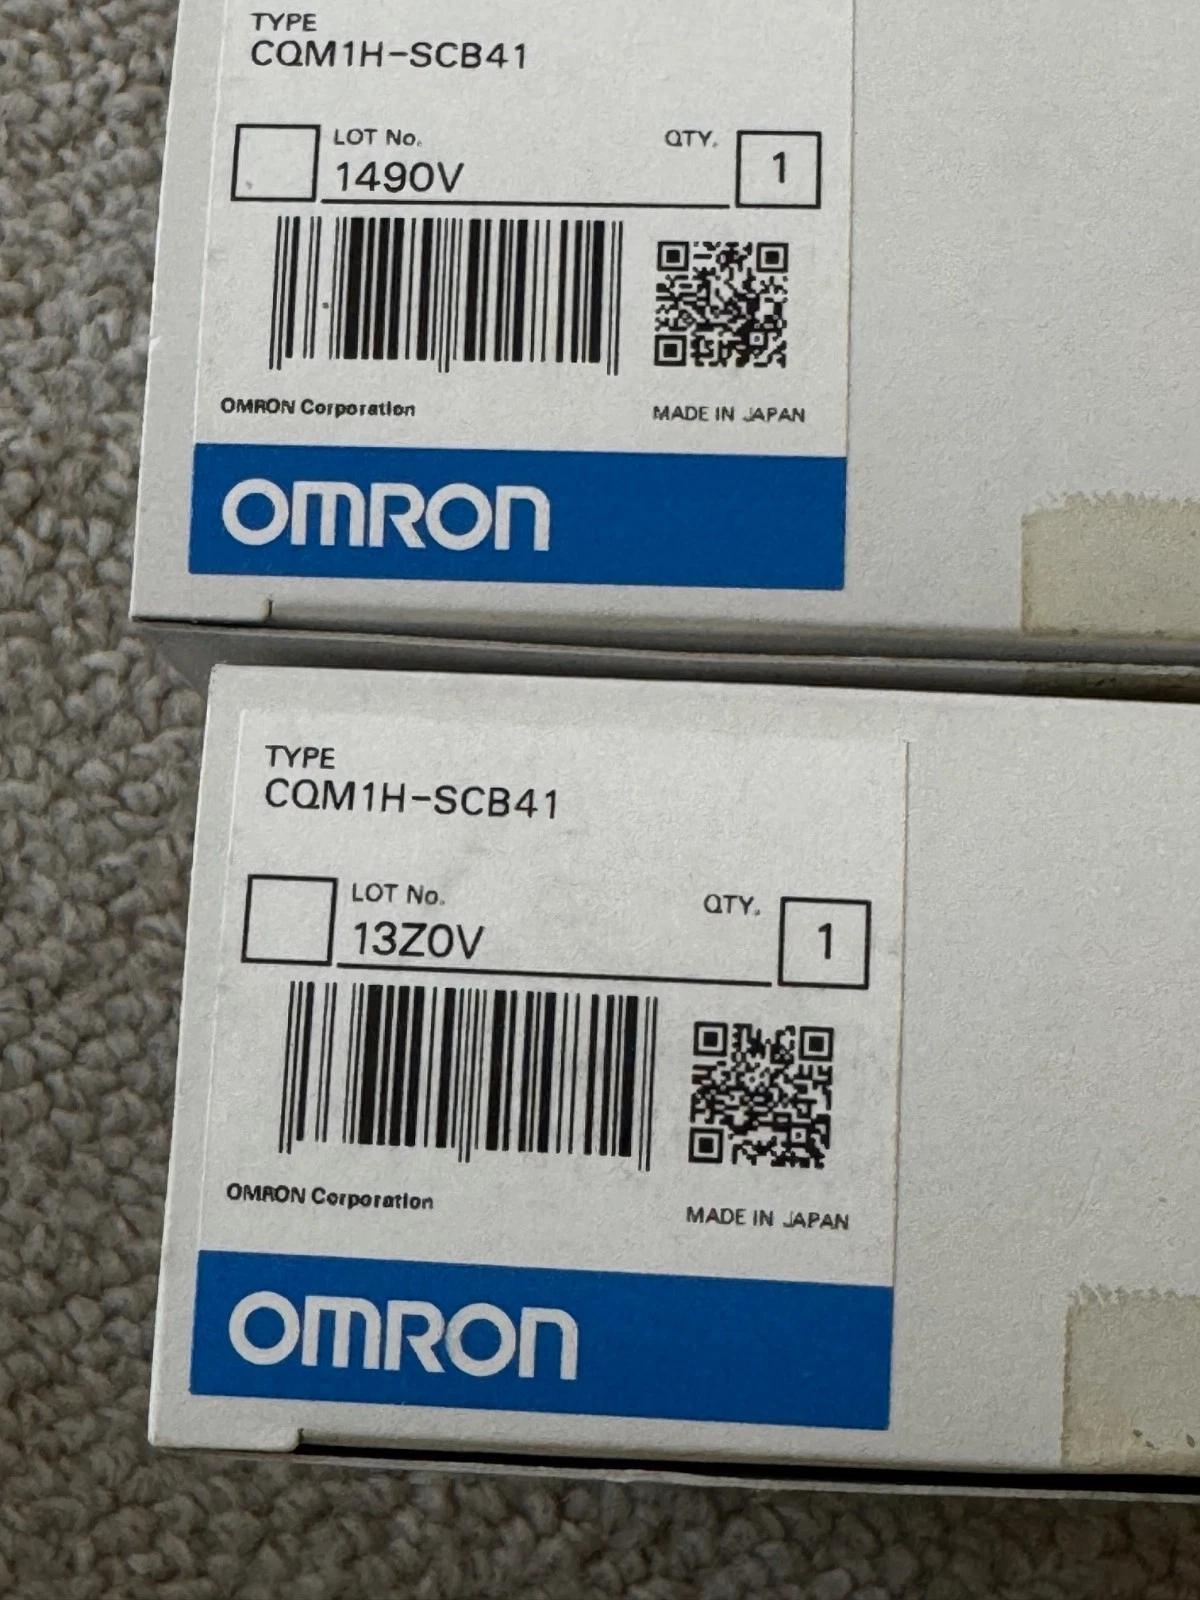 TYPE
CQM1H-SCB41
LOT No.
QTY.
1490V
1
OMRON Corporation
MADE IN JAPAN
OMRON
TYPE
CQM1H-SCB41
LOT No.
QTY.
13Z0V
1
OMRON Corporation
MADE IN JAPAN
OMRON